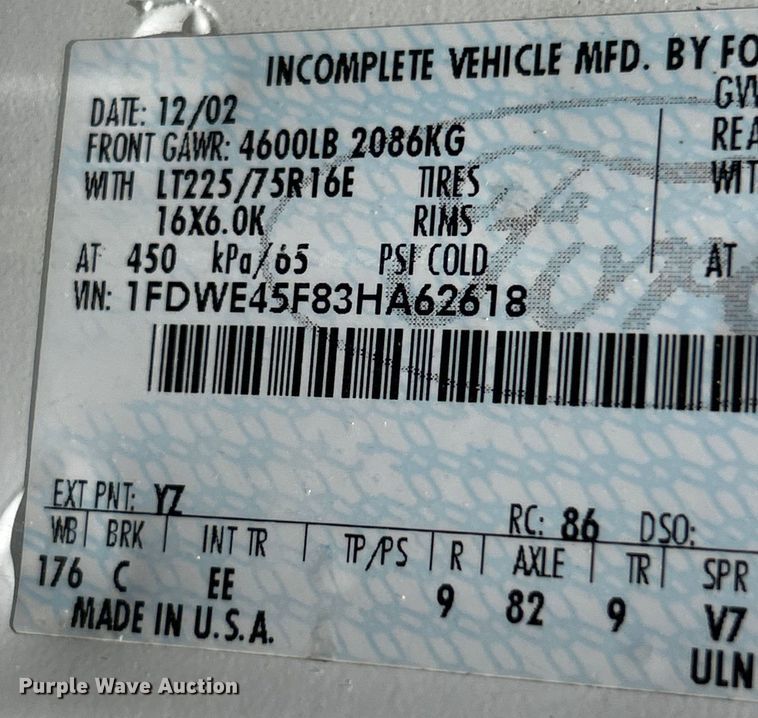 INCOMPLETE VEHICLE MFD. BY FO
DATE: 12/02 GV
FRONT GAWR: 4600LB 2086KG REA
WITH LT225/75R16E TIRES WIT
16X6.0K RIMS
AT 450 kPa/65 PSI COLD AT
VIN: 1FDWE45F83HA62618
Ford
EXT PNT: YZ RC: 86 DSO:
WB BRK INT TR TP/PS R AXLE TR SPR
176 C EE 9 82 9 V7
MADE IN U.S.A. ULN
Purple Wave Auction